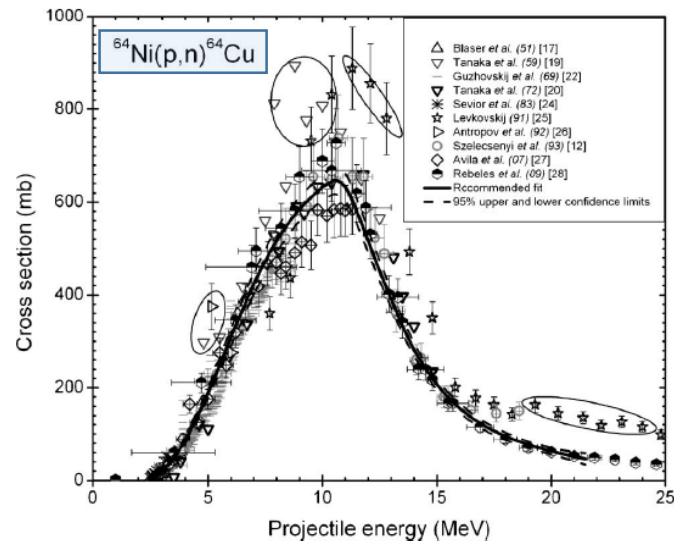 ⁶⁴Ni(p,n)⁶⁴Cu
Blaser et al. (51) [17]
Tanaka et al. (59) [19]
Guzhovskij et al. (69) [22]
Tanaka et al. (72) [20]
Sevior et al. (83) [24]
Levkovskij (91) [25]
Antropov et al. (92) [26]
Szelecsenyi et al. (93) [12]
Avila et al. (07) [27]
Rebeles et al. (09) [28]
Rccommended fit
95% upper and lower confidence limits
Cross section (mb)
1000
800
600
400
200
0
0 5 10 15 20 25
Projectile energy (MeV)